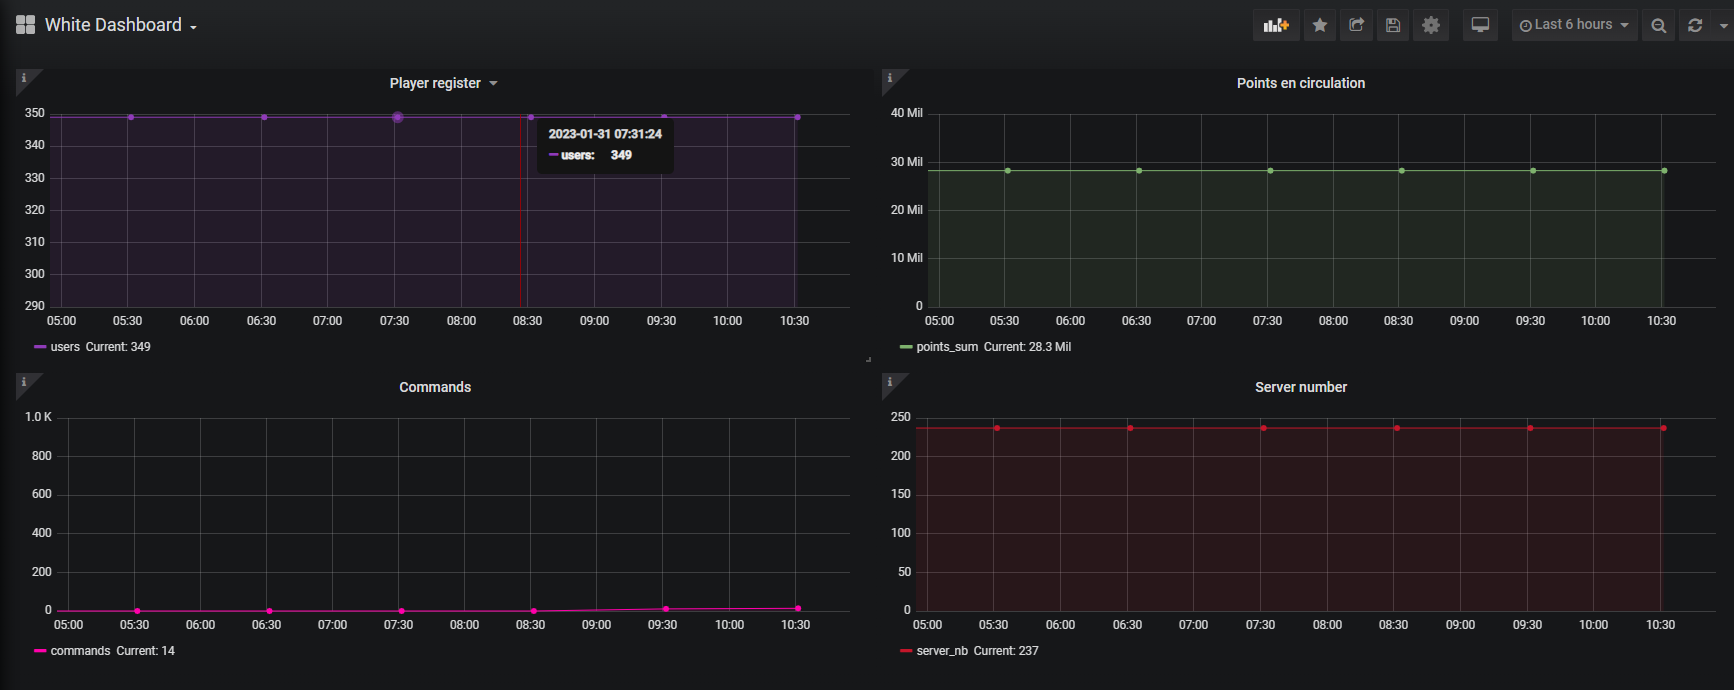 White Dashboard
Last 6 hours
Player register
350
340
330
320
310
300
290
2023-01-31 07:31:24
users: 349
05:00 05:30 06:00 06:30 07:00 07:30 08:00 08:30 09:00 09:30 10:00 10:30
users Current: 349
Points en circulation
40 Mil
30 Mil
20 Mil
10 Mil
0
05:00 05:30 06:00 06:30 07:00 07:30 08:00 08:30 09:00 09:30 10:00 10:30
points_sum Current: 28.3 Mil
Commands
1.0 K
800
600
400
200
0
05:00 05:30 06:00 06:30 07:00 07:30 08:00 08:30 09:00 09:30 10:00 10:30
commands Current: 14
Server number
250
200
150
100
50
0
05:00 05:30 06:00 06:30 07:00 07:30 08:00 08:30 09:00 09:30 10:00 10:30
server_nb Current: 237